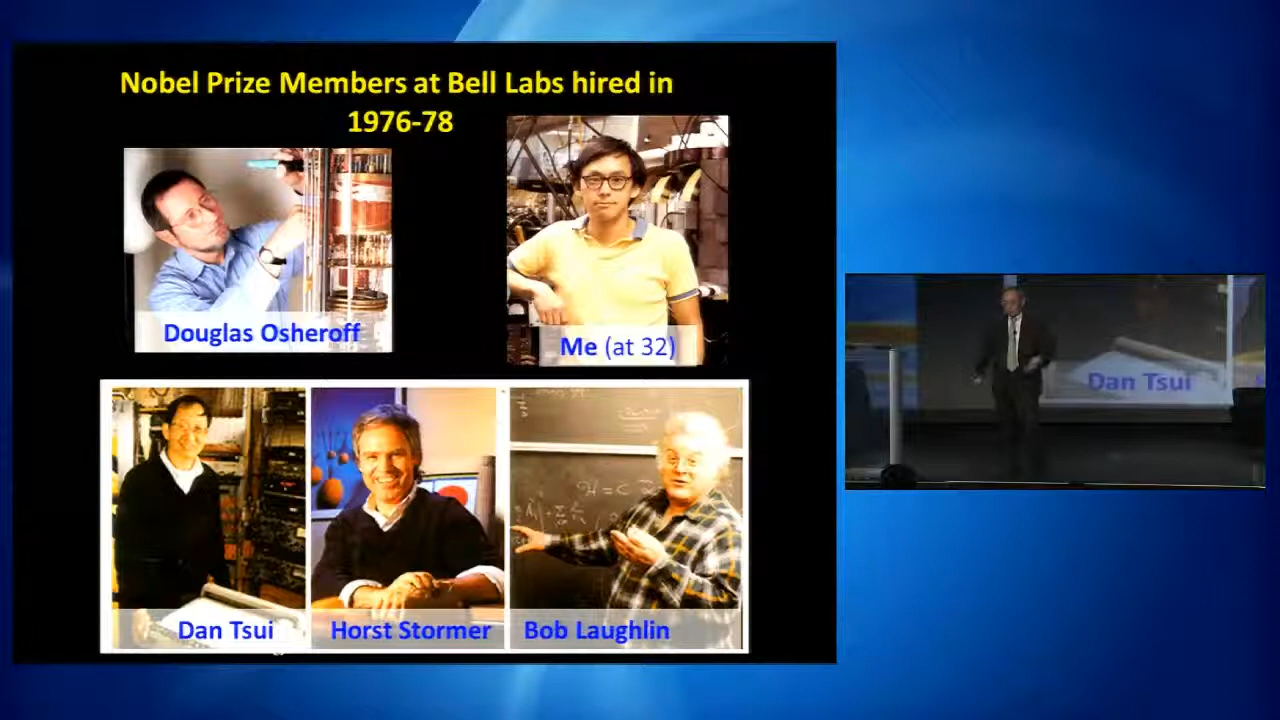 Nobel Prize Members at Bell Labs hired in
1976-78
Douglas Osheroff
Me (at 32)
Dan Tsui
Horst Stormer
Bob Laughlin
Dan Tsui